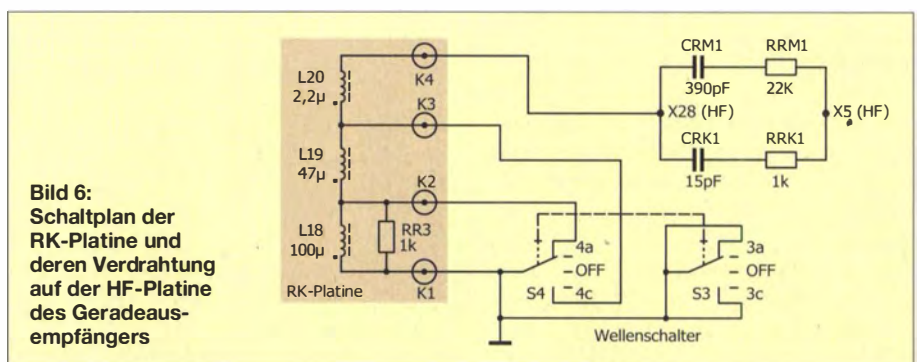 Bild 6:
Schaltplan der
RK-Platine und
deren Verdrahtung
auf der HF-Platine
des Geradeaus-
empfängers
L20
2,2µ
L19
47µ
L18
100µ
RR3
1k
RK-Platine
K4
K3
K2
K1
CRM1
RRM1
390pF
22K
X28 (HF)
X5 (HF)
CRK1
RRK1
15pF
1k
4a
OFF
S4
4c
3a
OFF
S3
3c
Wellenschalter